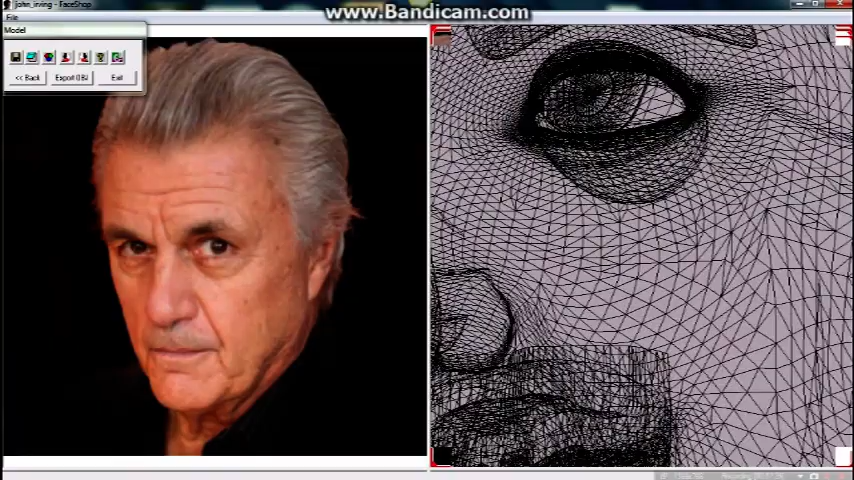 john_irving - FaceShop
www.Bandicam.com
File
Model
<< Back
Export OBJ
Exit